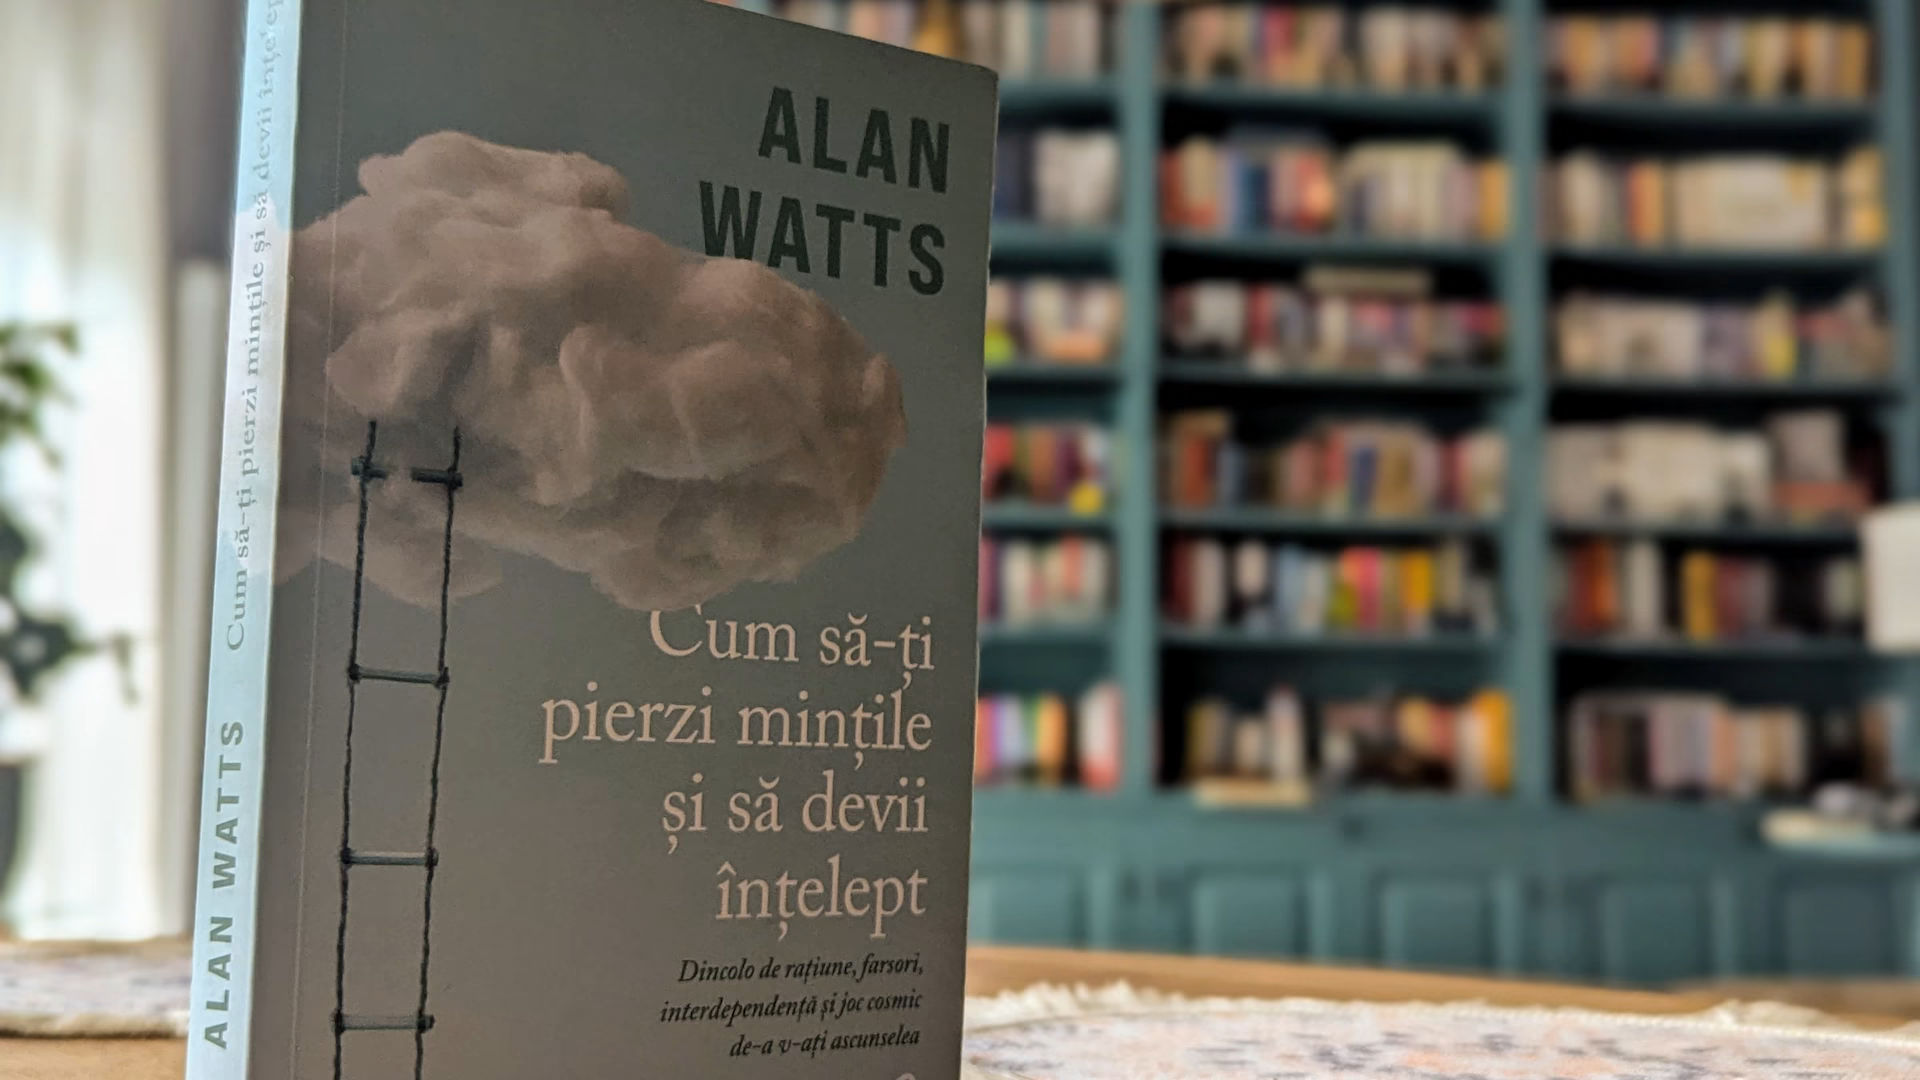 ALAN WATTS Cum să-ți pierzi mințile și să devii
ALAN
WATTS
Cum să-ți
pierzi mințile
și să devii
înțelept
Dincolo de rațiune, farsori,
interdependență și joc cosmic
de-a v-ați ascunselea